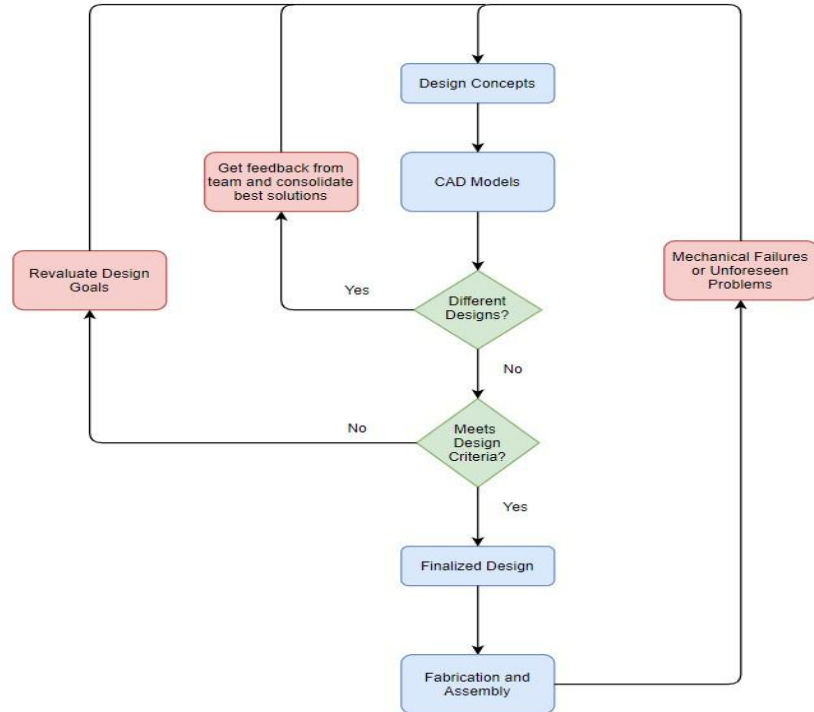 Design Concepts
Get feedback from
team and consolidate
best solutions
CAD Models
Revaluate Design
Goals
Mechanical Failures
or Unforeseen
Problems
Yes
Different
Designs?
No
No
Meets
Design
Criteria?
Yes
Finalized Design
Fabrication and
Assembly